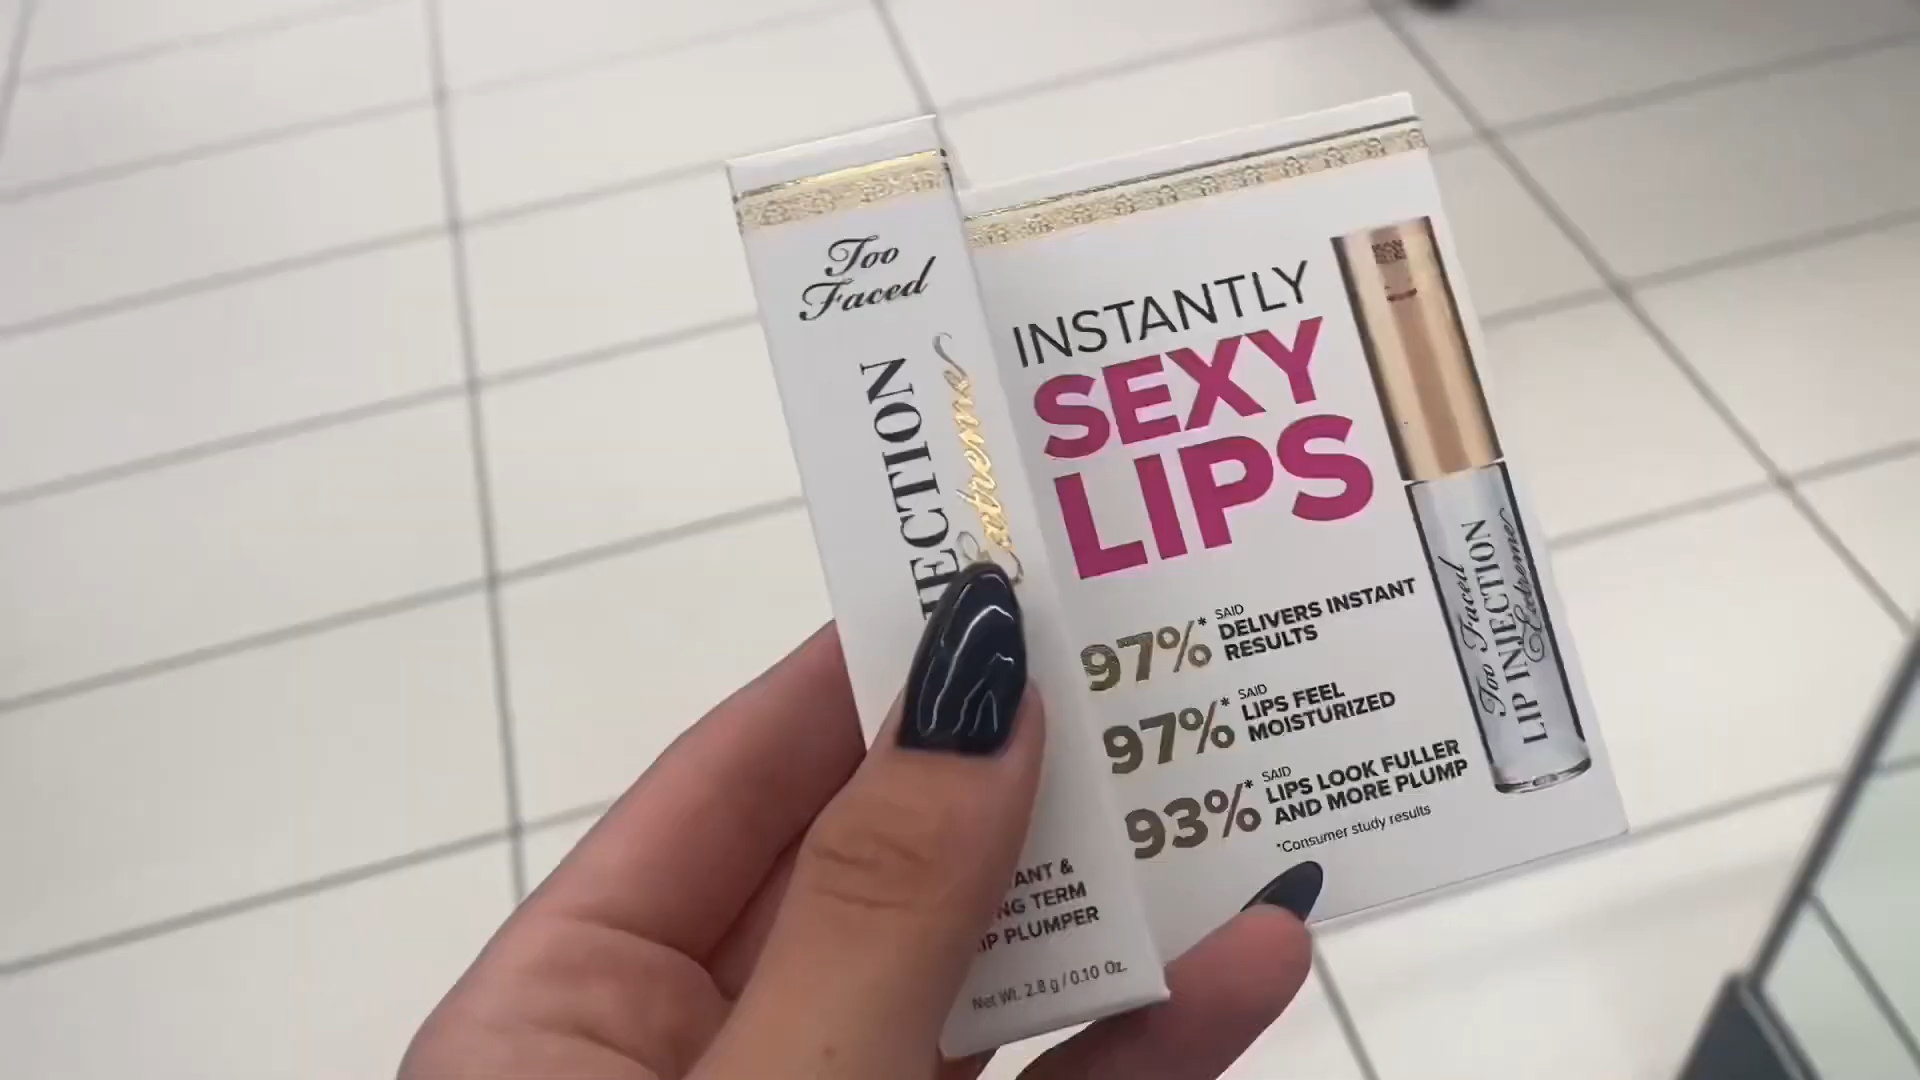 Too
Faced
Extreme
INSTANTLY
SEXY
LIPS
97%* SAID
DELIVERS INSTANT
RESULTS
97%* SAID
LIPS FEEL
MOISTURIZED
93%* SAID
LIPS LOOK FULLER
AND MORE PLUMP
*Consumer study results
Too Faced
LIP INJECTION
Extreme
&
TERM
PLUMPER
Net Wt. 2.8 g / 0.10 Oz.